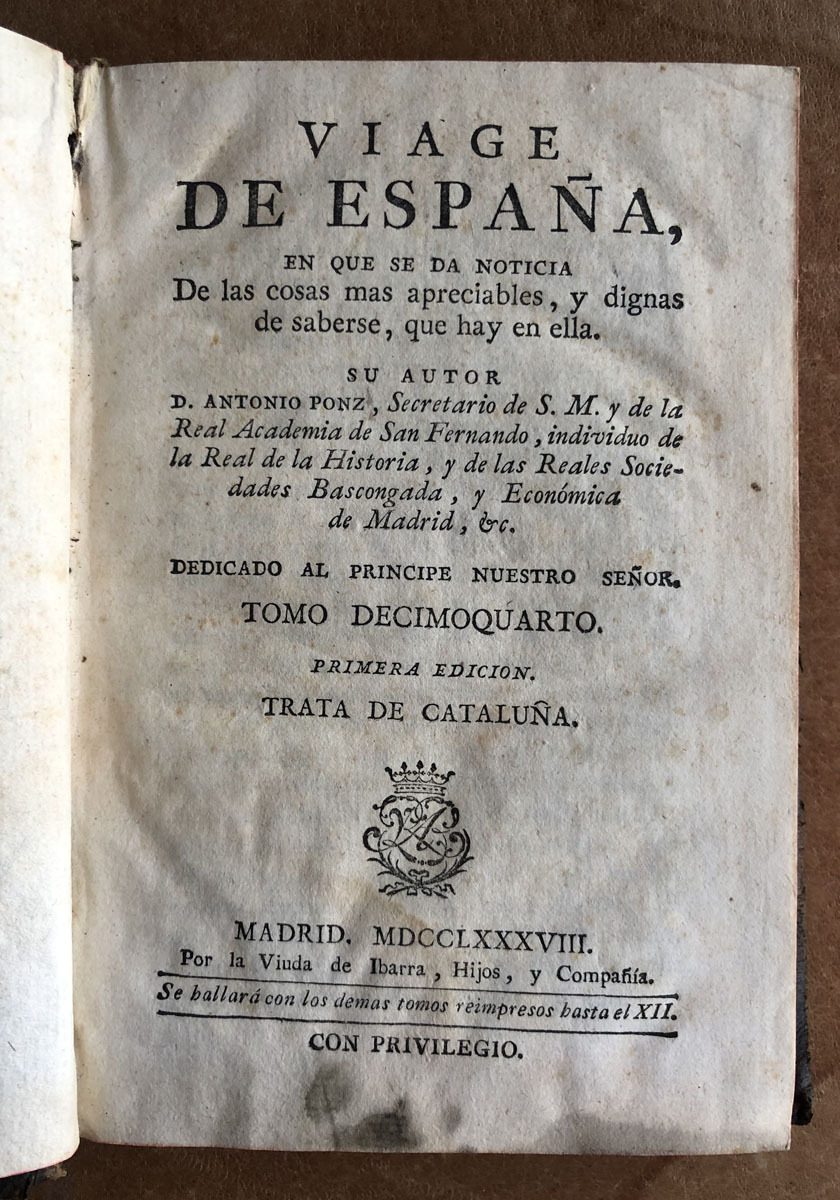 VIAGE
DE ESPAÑA,
EN QUE SE DA NOTICIA
De las cosas mas apreciables, y dignas
de saberse, que hay en ella.
SU AUTOR
D. ANTONIO PONZ, Secretario de S. M. y de la
Real Academia de San Fernando, individuo de
la Real de la Historia, y de las Reales Socie-
dades Bascongada, y Económica
de Madrid, &c.
DEDICADO AL PRINCIPE NUESTRO SEÑOR.
TOMO DECIMOQUARTO.
PRIMERA EDICION.
TRATA DE CATALUÑA.
MADRID. MDCCLXXXVIII.
Por la Viuda de Ibarra, Hijos, y Compañía.
Se hallará con los demas tomos reimpresos hasta el XII.
CON PRIVILEGIO.